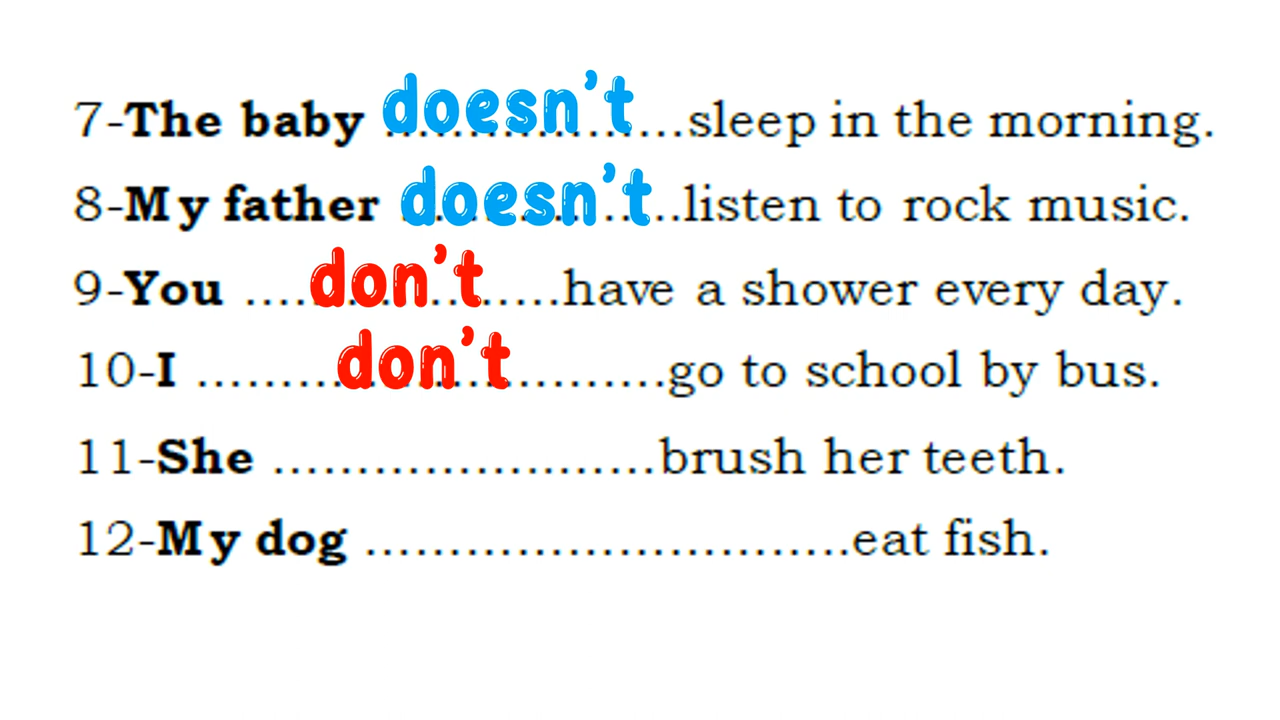 7-The baby doesn't sleep in the morning.
8-My father doesn't listen to rock music.
9-You ....don't.....have a shower every day.
10-I ..........don't............go to school by bus.
11-She .......................brush her teeth.
12-My dog .............................eat fish.